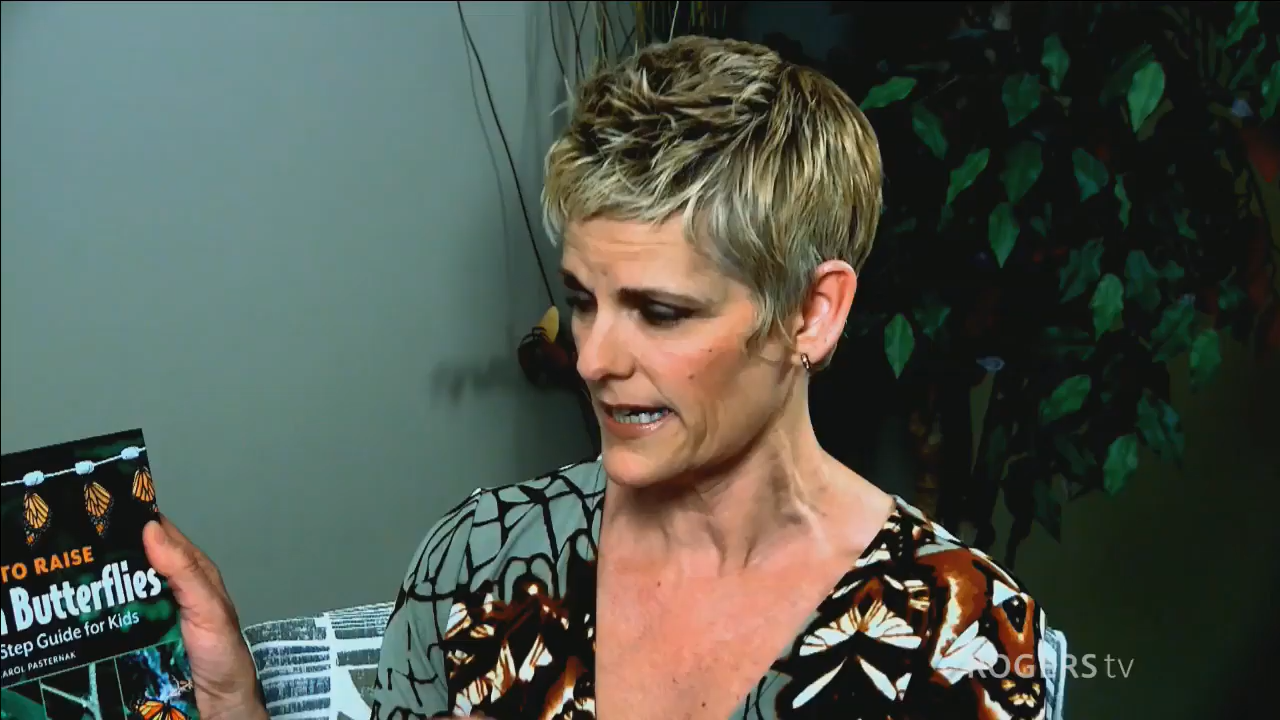 TO RAISE
Butterflies
Step Guide for Kids
AROL PASTERNAK
ROGERS tv